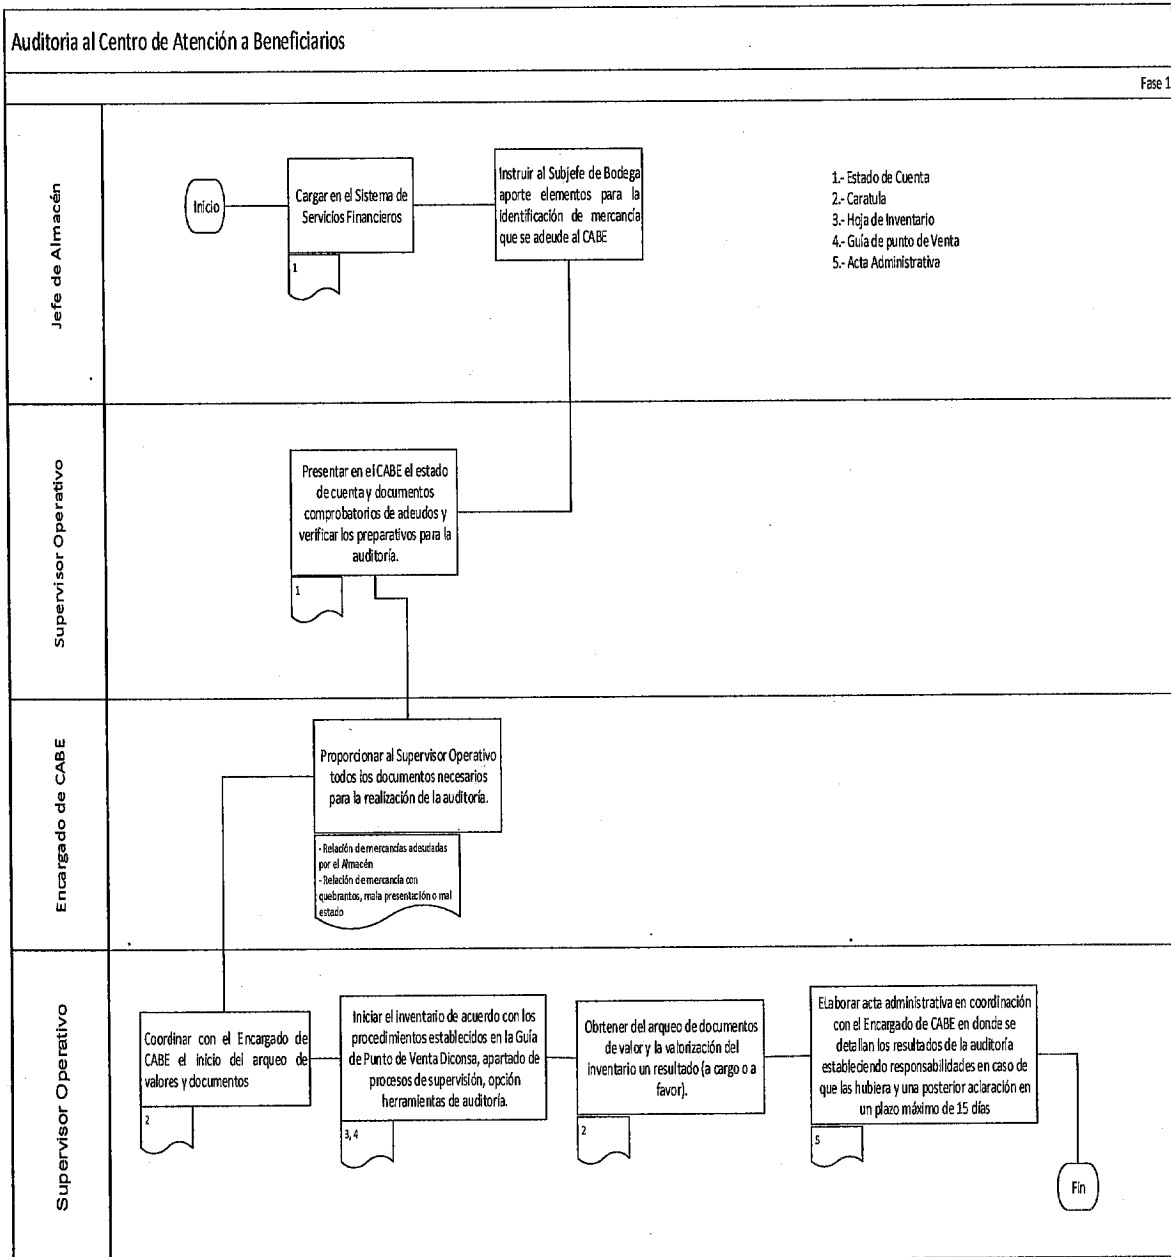 Auditoria al Centro de Atención a Beneficiarios
Fase 1
Jefe de Almacén
Inicio
Cargar en el Sistema de
Servicios Financieros
1
Instruir al Subjefe de Bodega
aporte elementos para la
identificación de mercancía
que se adeude al CABE
1.- Estado de Cuenta
2.- Caratula
3.- Hoja de Inventario
4.- Guía de punto de Venta
5.- Acta Administrativa
Supervisor Operativo
Presentar en el CABE el estado
de cuenta y documentos
comprobatorios de adeudos y
verificar los preparativos para la
auditoría.
1
Encargado de CABE
Proporcionar al Supervisor Operativo
todos los documentos necesarios
para la realización de la auditoría.
- Relación de mercancías adeudadas
por el Almacén
- Relación de mercancía con
quebrantos, mala presentación o mal
estado
Supervisor Operativo
Coordinar con el Encargado de
CABE el inicio del arqueo de
valores y documentos
2
Iniciar el inventario de acuerdo con los
procedimientos establecidos en la Guía
de Punto de Venta Diconsa, apartado de
procesos de supervisión, opción
herramientas de auditoría.
3, 4
Obrtener del arqueo de documentos
de valor y la valorización del
inventario un resultado (a cargo o a
favor).
2
ELaborar acta administrativa en coordinación
con el Encargado de CABE en donde se
detallan los resultados de la auditoría
estableciendo responsabilidades en caso de
que las hubiera y una posterior aclaración en
un plazo máximo de 15 días
5
Fin